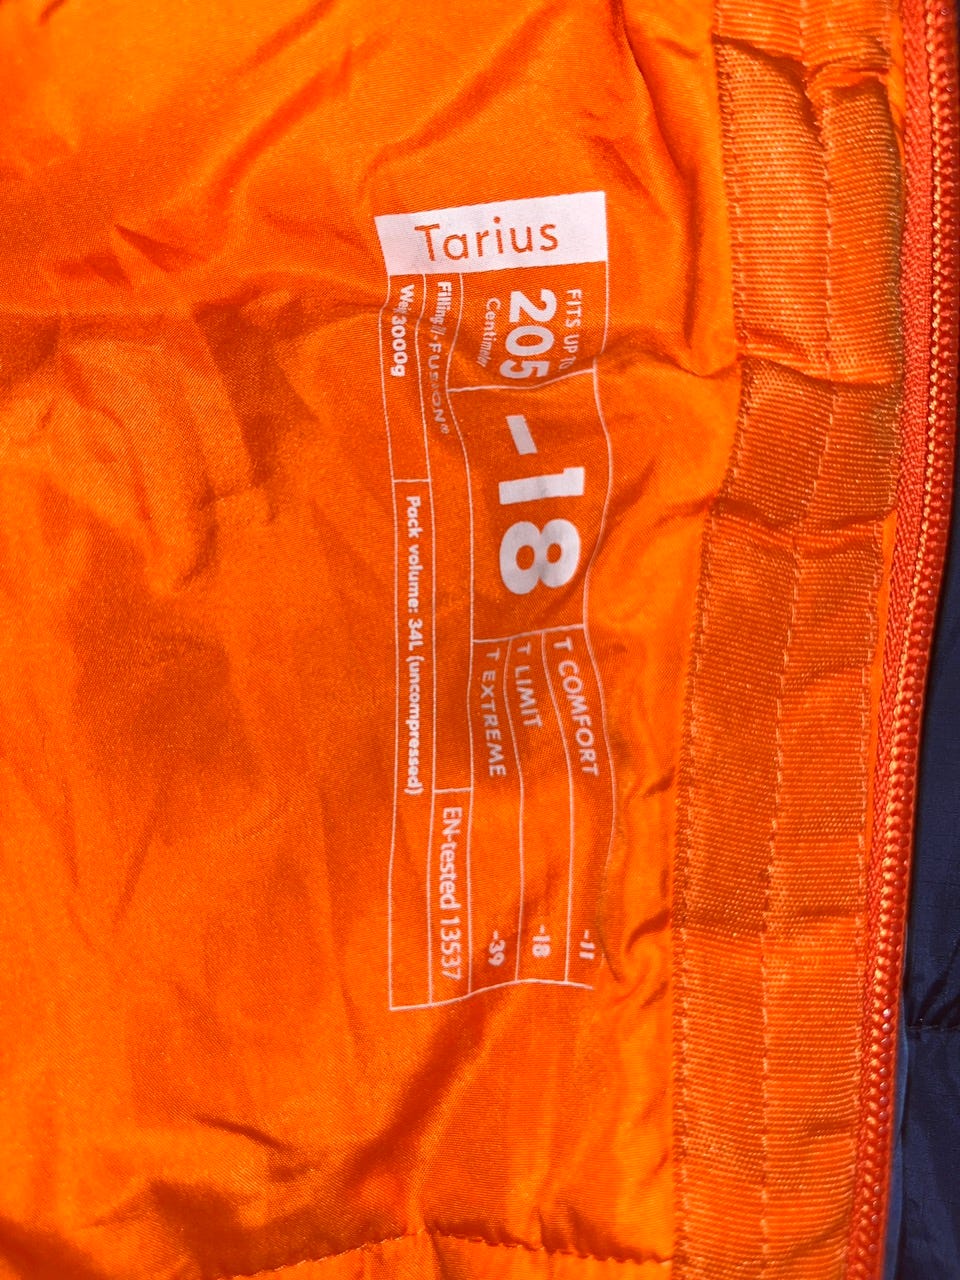 Tarius
FITS UP TO
205
Centimeter
-18
T COMFORT -11
T LIMIT -18
T EXTREME -39
Filling//: FUSION®
EN-tested 13537
3000g
Pack volume: 34L (uncompressed)